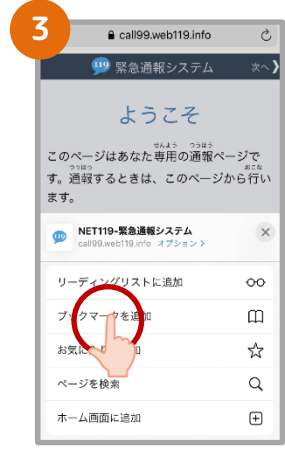 3
call99.web119.info
119 緊急通報システム 次へ❯
ようこそ
このページはあなた専用の通報ページで
せんよう つうほう
す。通報するときは、このページから行い
つうほう おこな
ます。
119 NET119-緊急通報システム
call99.web119.info オプション >
リーディングリストに追加
ブックマークを追加
お気に
ページを検索
ホーム画面に追加